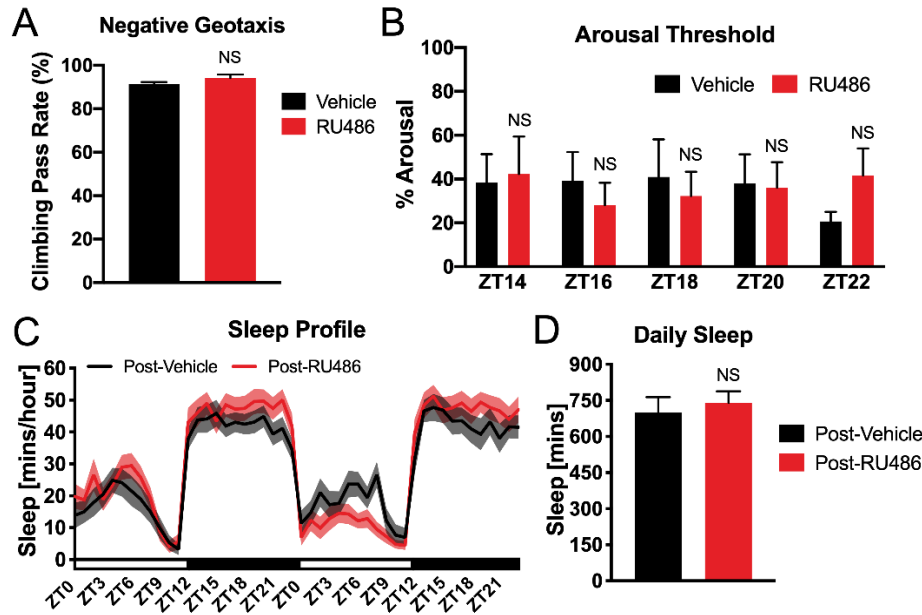 A
Negative Geotaxis
Climbing Pass Rate (%)
100
80
60
40
20
0
NS
Vehicle
RU486
B
Arousal Threshold
Vehicle
RU486
% Arousal
100
80
60
40
20
0
NS
NS
NS
NS
NS
ZT14
ZT16
ZT18
ZT20
ZT22
C
Sleep Profile
Post-Vehicle
Post-RU486
Sleep [mins/hour]
60
50
40
30
20
10
0
ZT0
ZT3
ZT6
ZT9
ZT12
ZT15
ZT18
ZT21
ZT0
ZT3
ZT6
ZT9
ZT12
ZT15
ZT18
ZT21
D
Daily Sleep
Sleep [mins]
900
750
600
450
300
150
0
NS
Post-Vehicle
Post-RU486